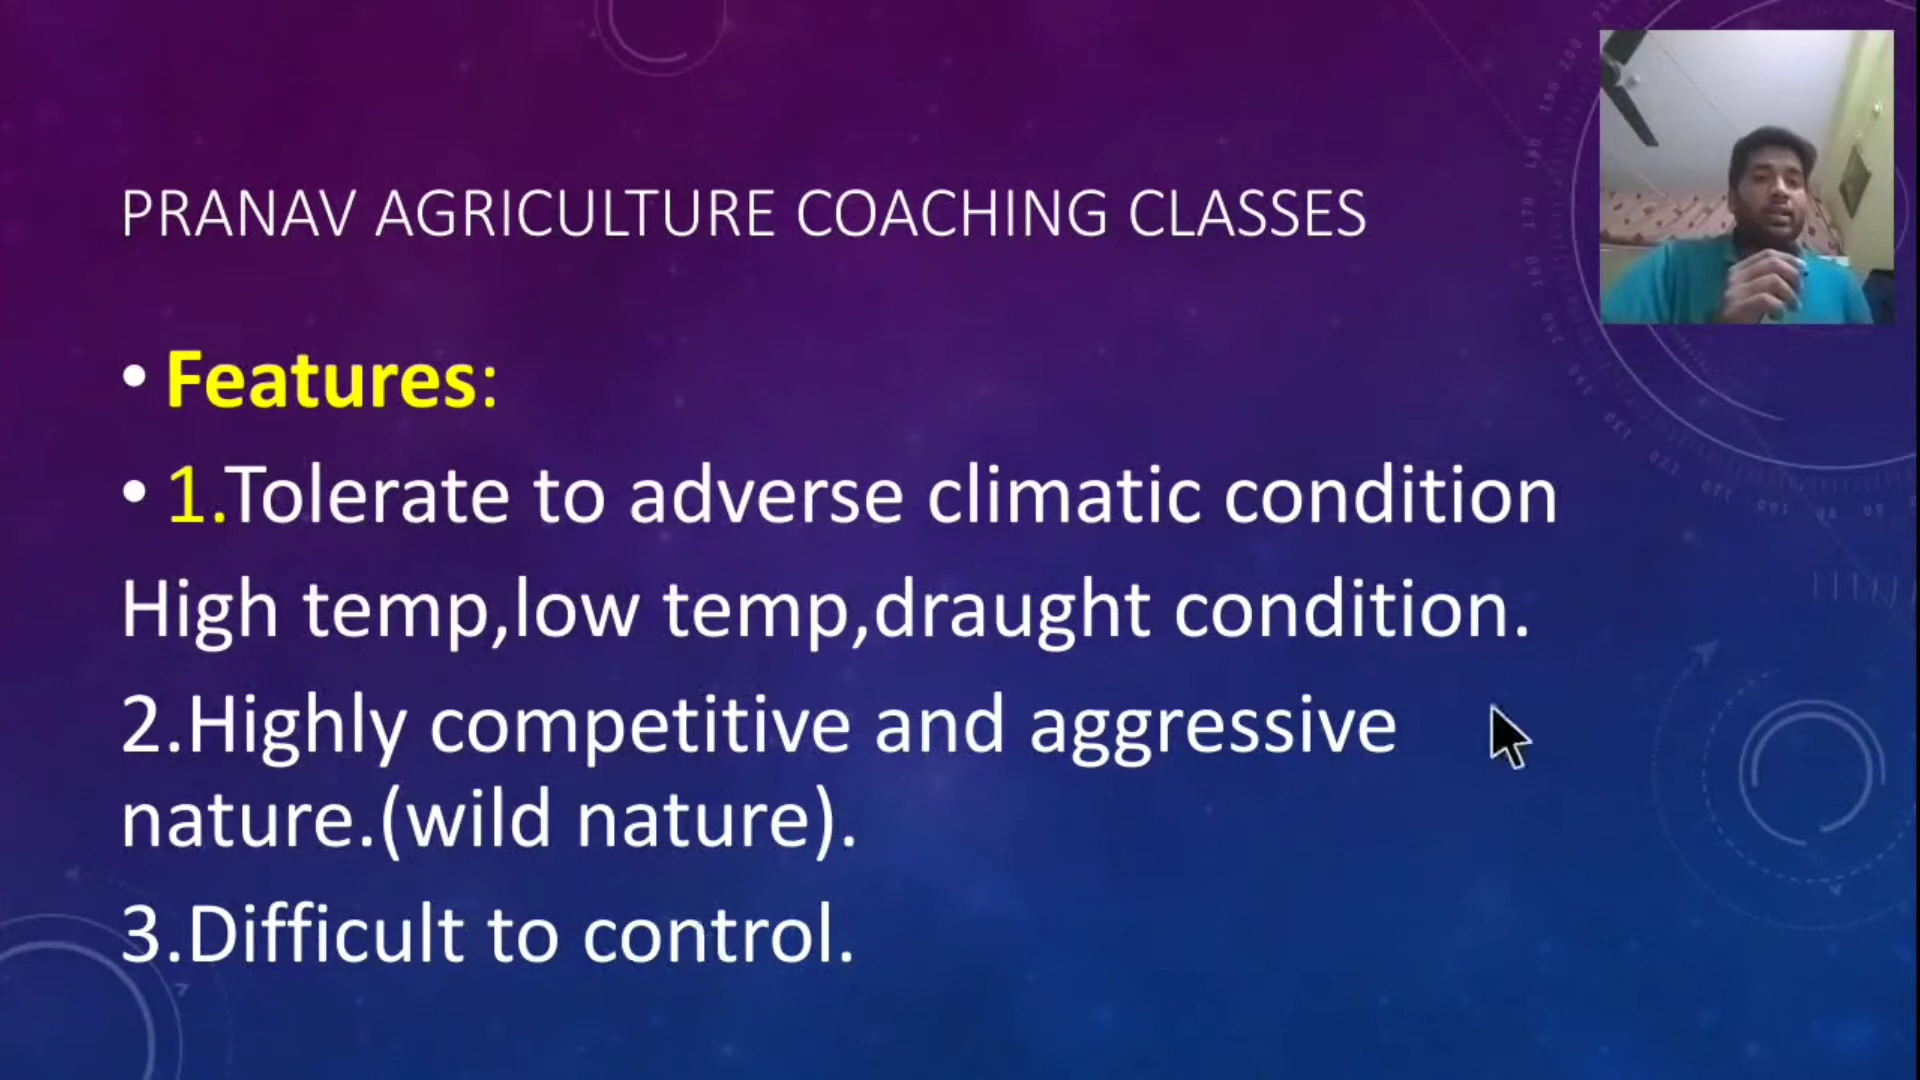 PRANAV AGRICULTURE COACHING CLASSES
• Features:
• 1.Tolerate to adverse climatic condition
High temp,low temp,draught condition.
2.Highly competitive and aggressive
nature.(wild nature).
3.Difficult to control.